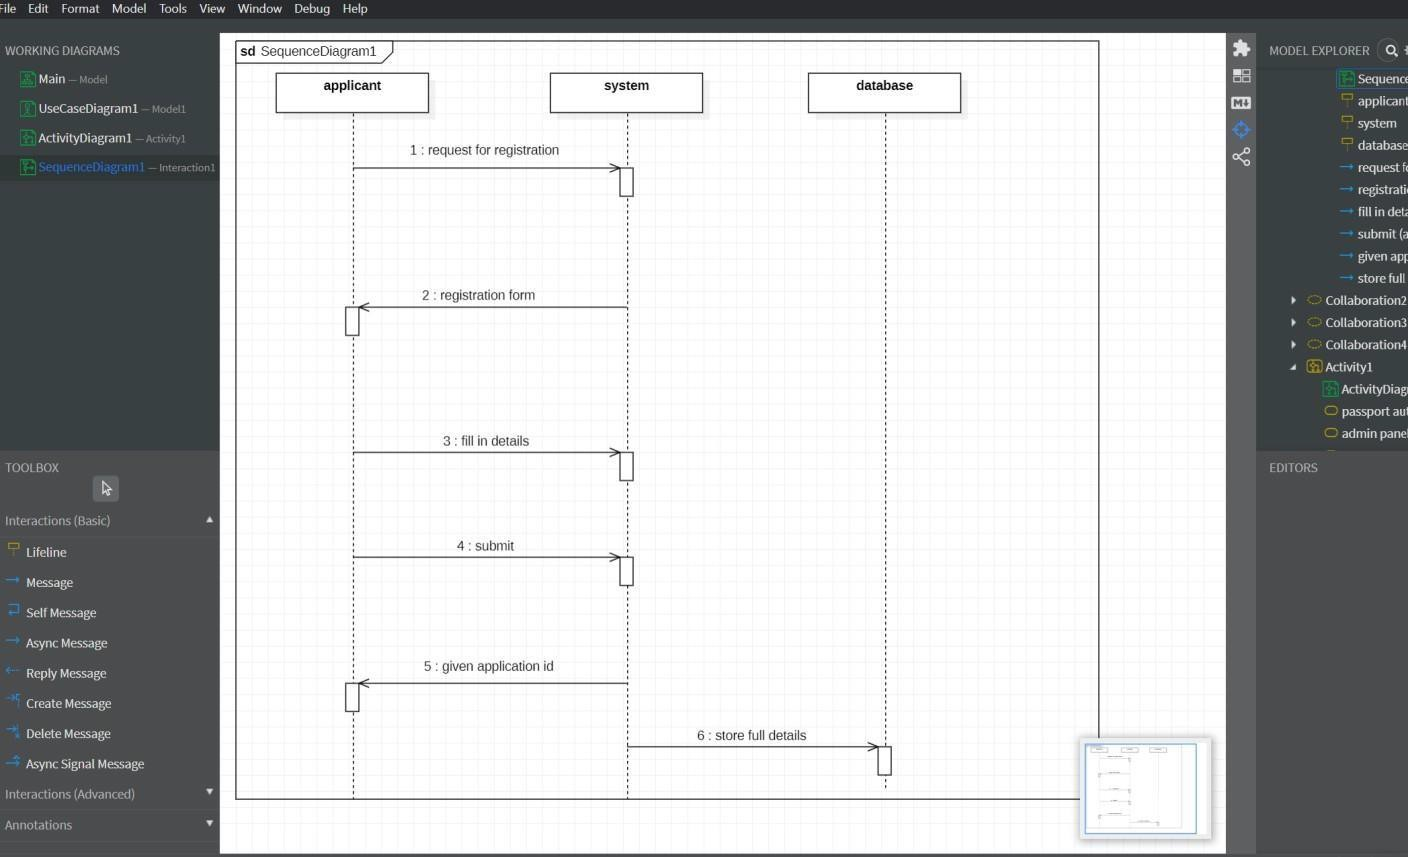 File Edit Format Model Tools View Window Debug Help
WORKING DIAGRAMS
Main — Model
UseCaseDiagram1 — Model1
ActivityDiagram1 — Activity1
SequenceDiagram1 — Interaction1
TOOLBOX
Interactions (Basic)
Lifeline
Message
Self Message
Async Message
Reply Message
Create Message
Delete Message
Async Signal Message
Interactions (Advanced)
Annotations
sd SequenceDiagram1
applicant system database
1 : request for registration
2 : registration form
3 : fill in details
4 : submit
5 : given application id
6 : store full details
MODEL EXPLORER
Sequence
applicant
system
database
request fo
registratio
fill in deta
submit (a
given app
store full
Collaboration2
Collaboration3
Collaboration4
Activity1
ActivityDiagr
passport aut
admin panel
EDITORS